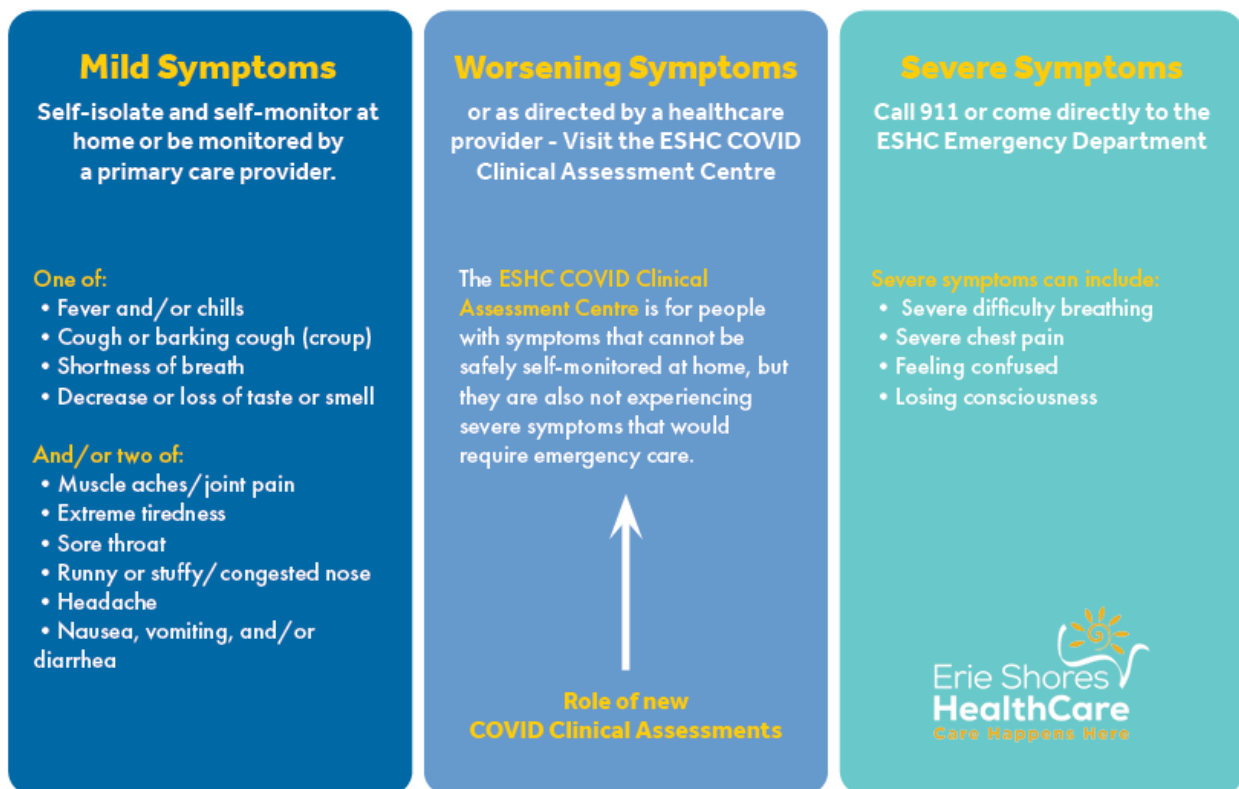 Mild Symptoms
Self-isolate and self-monitor at
home or be monitored by
a primary care provider.
One of:
• Fever and/or chills
• Cough or barking cough (croup)
• Shortness of breath
• Decrease or loss of taste or smell
And/or two of:
• Muscle aches/joint pain
• Extreme tiredness
• Sore throat
• Runny or stuffy/congested nose
• Headache
• Nausea, vomiting, and/or
diarrhea
Worsening Symptoms
or as directed by a healthcare
provider - Visit the ESHC COVID
Clinical Assessment Centre
The ESHC COVID Clinical
Assessment Centre is for people
with symptoms that cannot be
safely self-monitored at home, but
they are also not experiencing
severe symptoms that would
require emergency care.
Role of new
COVID Clinical Assessments
Severe Symptoms
Call 911 or come directly to the
ESHC Emergency Department
Severe symptoms can include:
• Severe difficulty breathing
• Severe chest pain
• Feeling confused
• Losing consciousness
Erie Shores
HealthCare
Care Happens Here